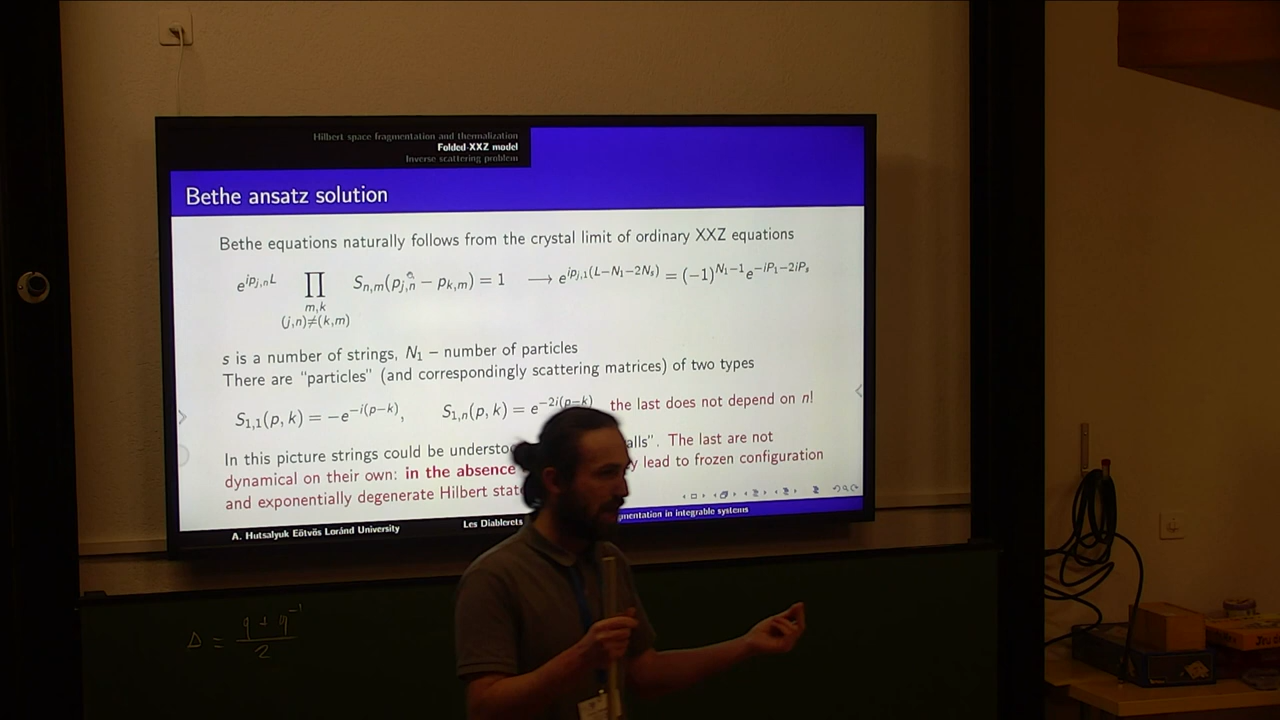 Hilbert space fragmentation and thermalization
Folded-XXZ model
Inverse scattering problem
Bethe ansatz solution
Bethe equations naturally follows from the crystal limit of ordinary XXZ equations
e^{ip_{j,n}L} ∏_{m,k (j,n)≠(k,m)} S_{n,m}(p_{j,n} − p_{k,m}) = 1 ⟶ e^{ip_{j,1}(L−N_1−2N_s)} = (−1)^{N_1−1}e^{−iP_1−2iP_s}
s is a number of strings, N_1 – number of particles
There are "particles" (and correspondingly scattering matrices) of two types
S_{1,1}(p, k) = −e^{−i(p−k)}, S_{1,n}(p, k) = e^{−2i(p−k)} the last does not depend on n!
In this picture strings could be alls". The last are not
dynamical on their own: in the absence lead to frozen configuration
and exponentially degenerate Hilbert
A. Hutsalyuk Eötvös Loránd University Les Diablerets in integrable systems
Δ = \frac{q + q^{-1}}{2}